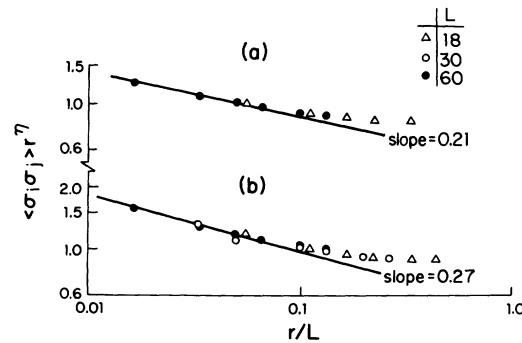 (a)
L
△ 18
○ 30
● 60
1.5
1.0
0.6
slope=0.21
<σiσj>r^η
(b)
2.0
1.5
1.0
0.6
slope=0.27
0.01
0.1
1.0
r/L